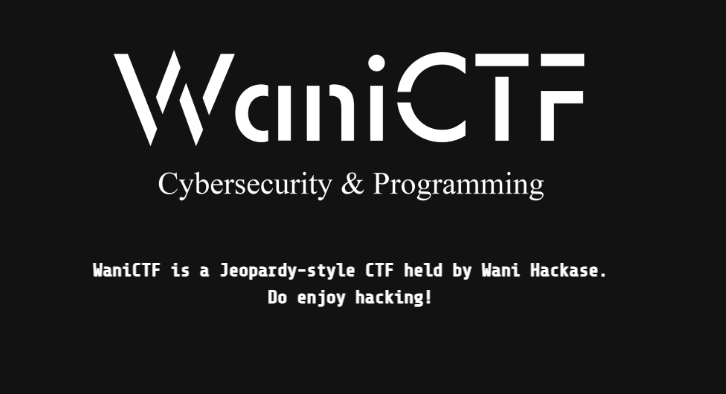 WaniCTF
Cybersecurity & Programming
WaniCTF is a Jeopardy-style CTF held by Wani Hackase.
Do enjoy hacking!